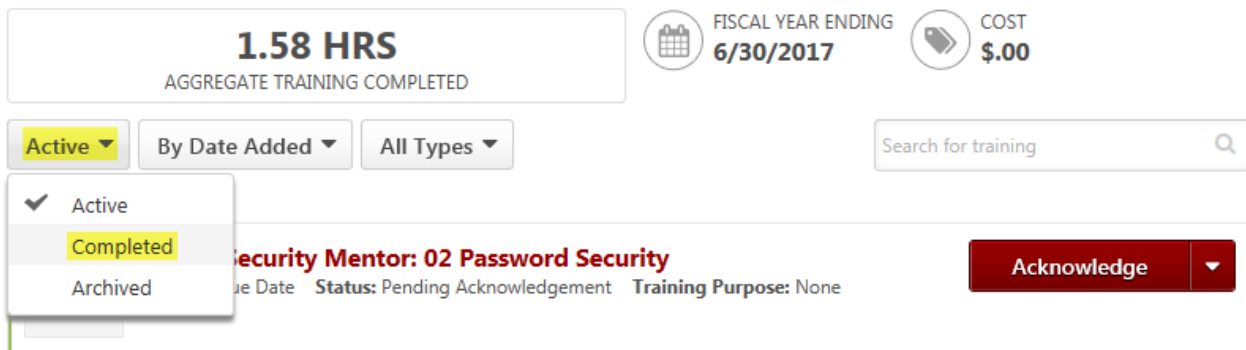 1.58 HRS
AGGREGATE TRAINING COMPLETED
FISCAL YEAR ENDING
6/30/2017
COST
$.00
Active
By Date Added
All Types
Search for training
Active
Completed
Archived
Security Mentor: 02 Password Security
Date Status: Pending Acknowledgement Training Purpose: None
Acknowledge